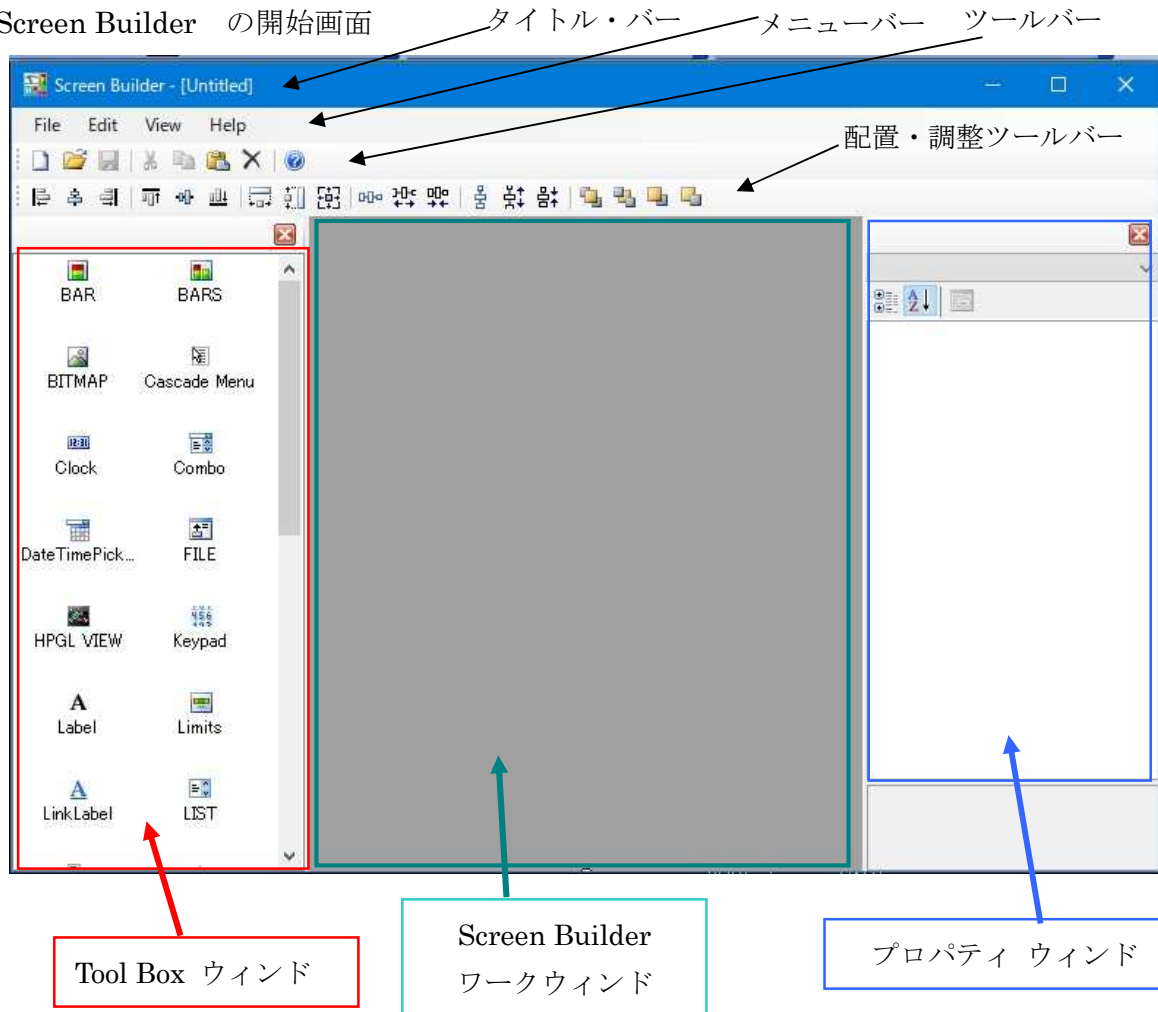 Screen Builder の開始画面
タイトル・バー
メニューバー
ツールバー
Screen Builder - [Untitled]
File Edit View Help
配置・調整ツールバー
BAR BARS
BITMAP Cascade Menu
12:31
Clock Combo
DateTimePick... FILE
456
HPGL VIEW Keypad
A
Label Limits
A
LinkLabel LIST
A
Z
Tool Box ウィンド
Screen Builder
ワークウィンド
プロパティ ウィンド